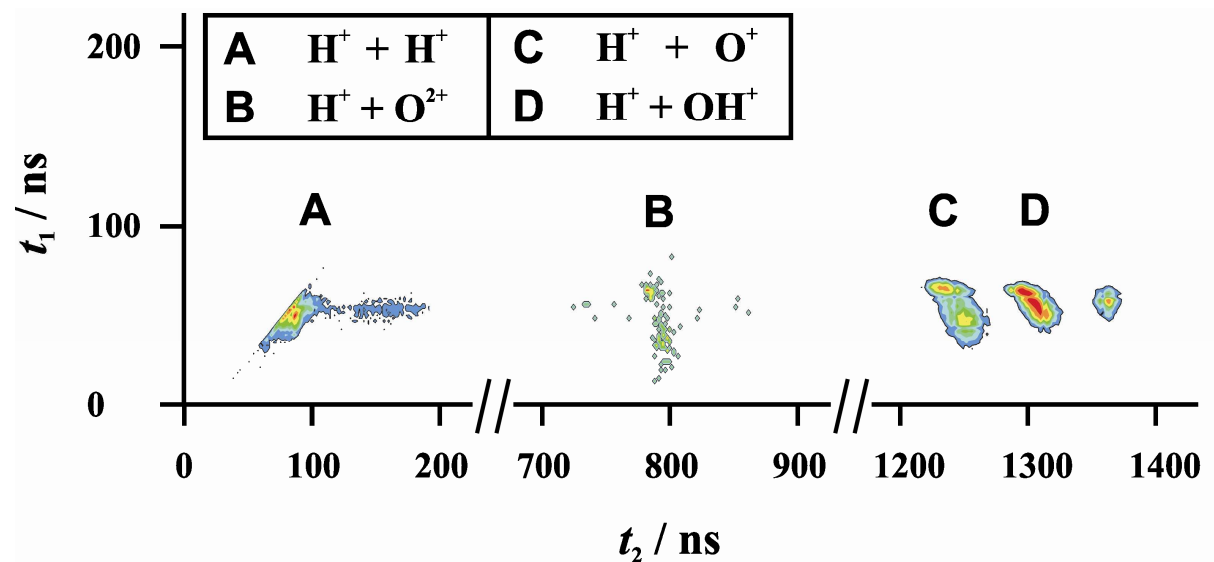 A H⁺ + H⁺ C H⁺ + O⁺
B H⁺ + O²⁺ D H⁺ + OH⁺
200
100
0
t₁ / ns
A B C D
0 100 200 700 800 900 1200 1300 1400
t₂ / ns